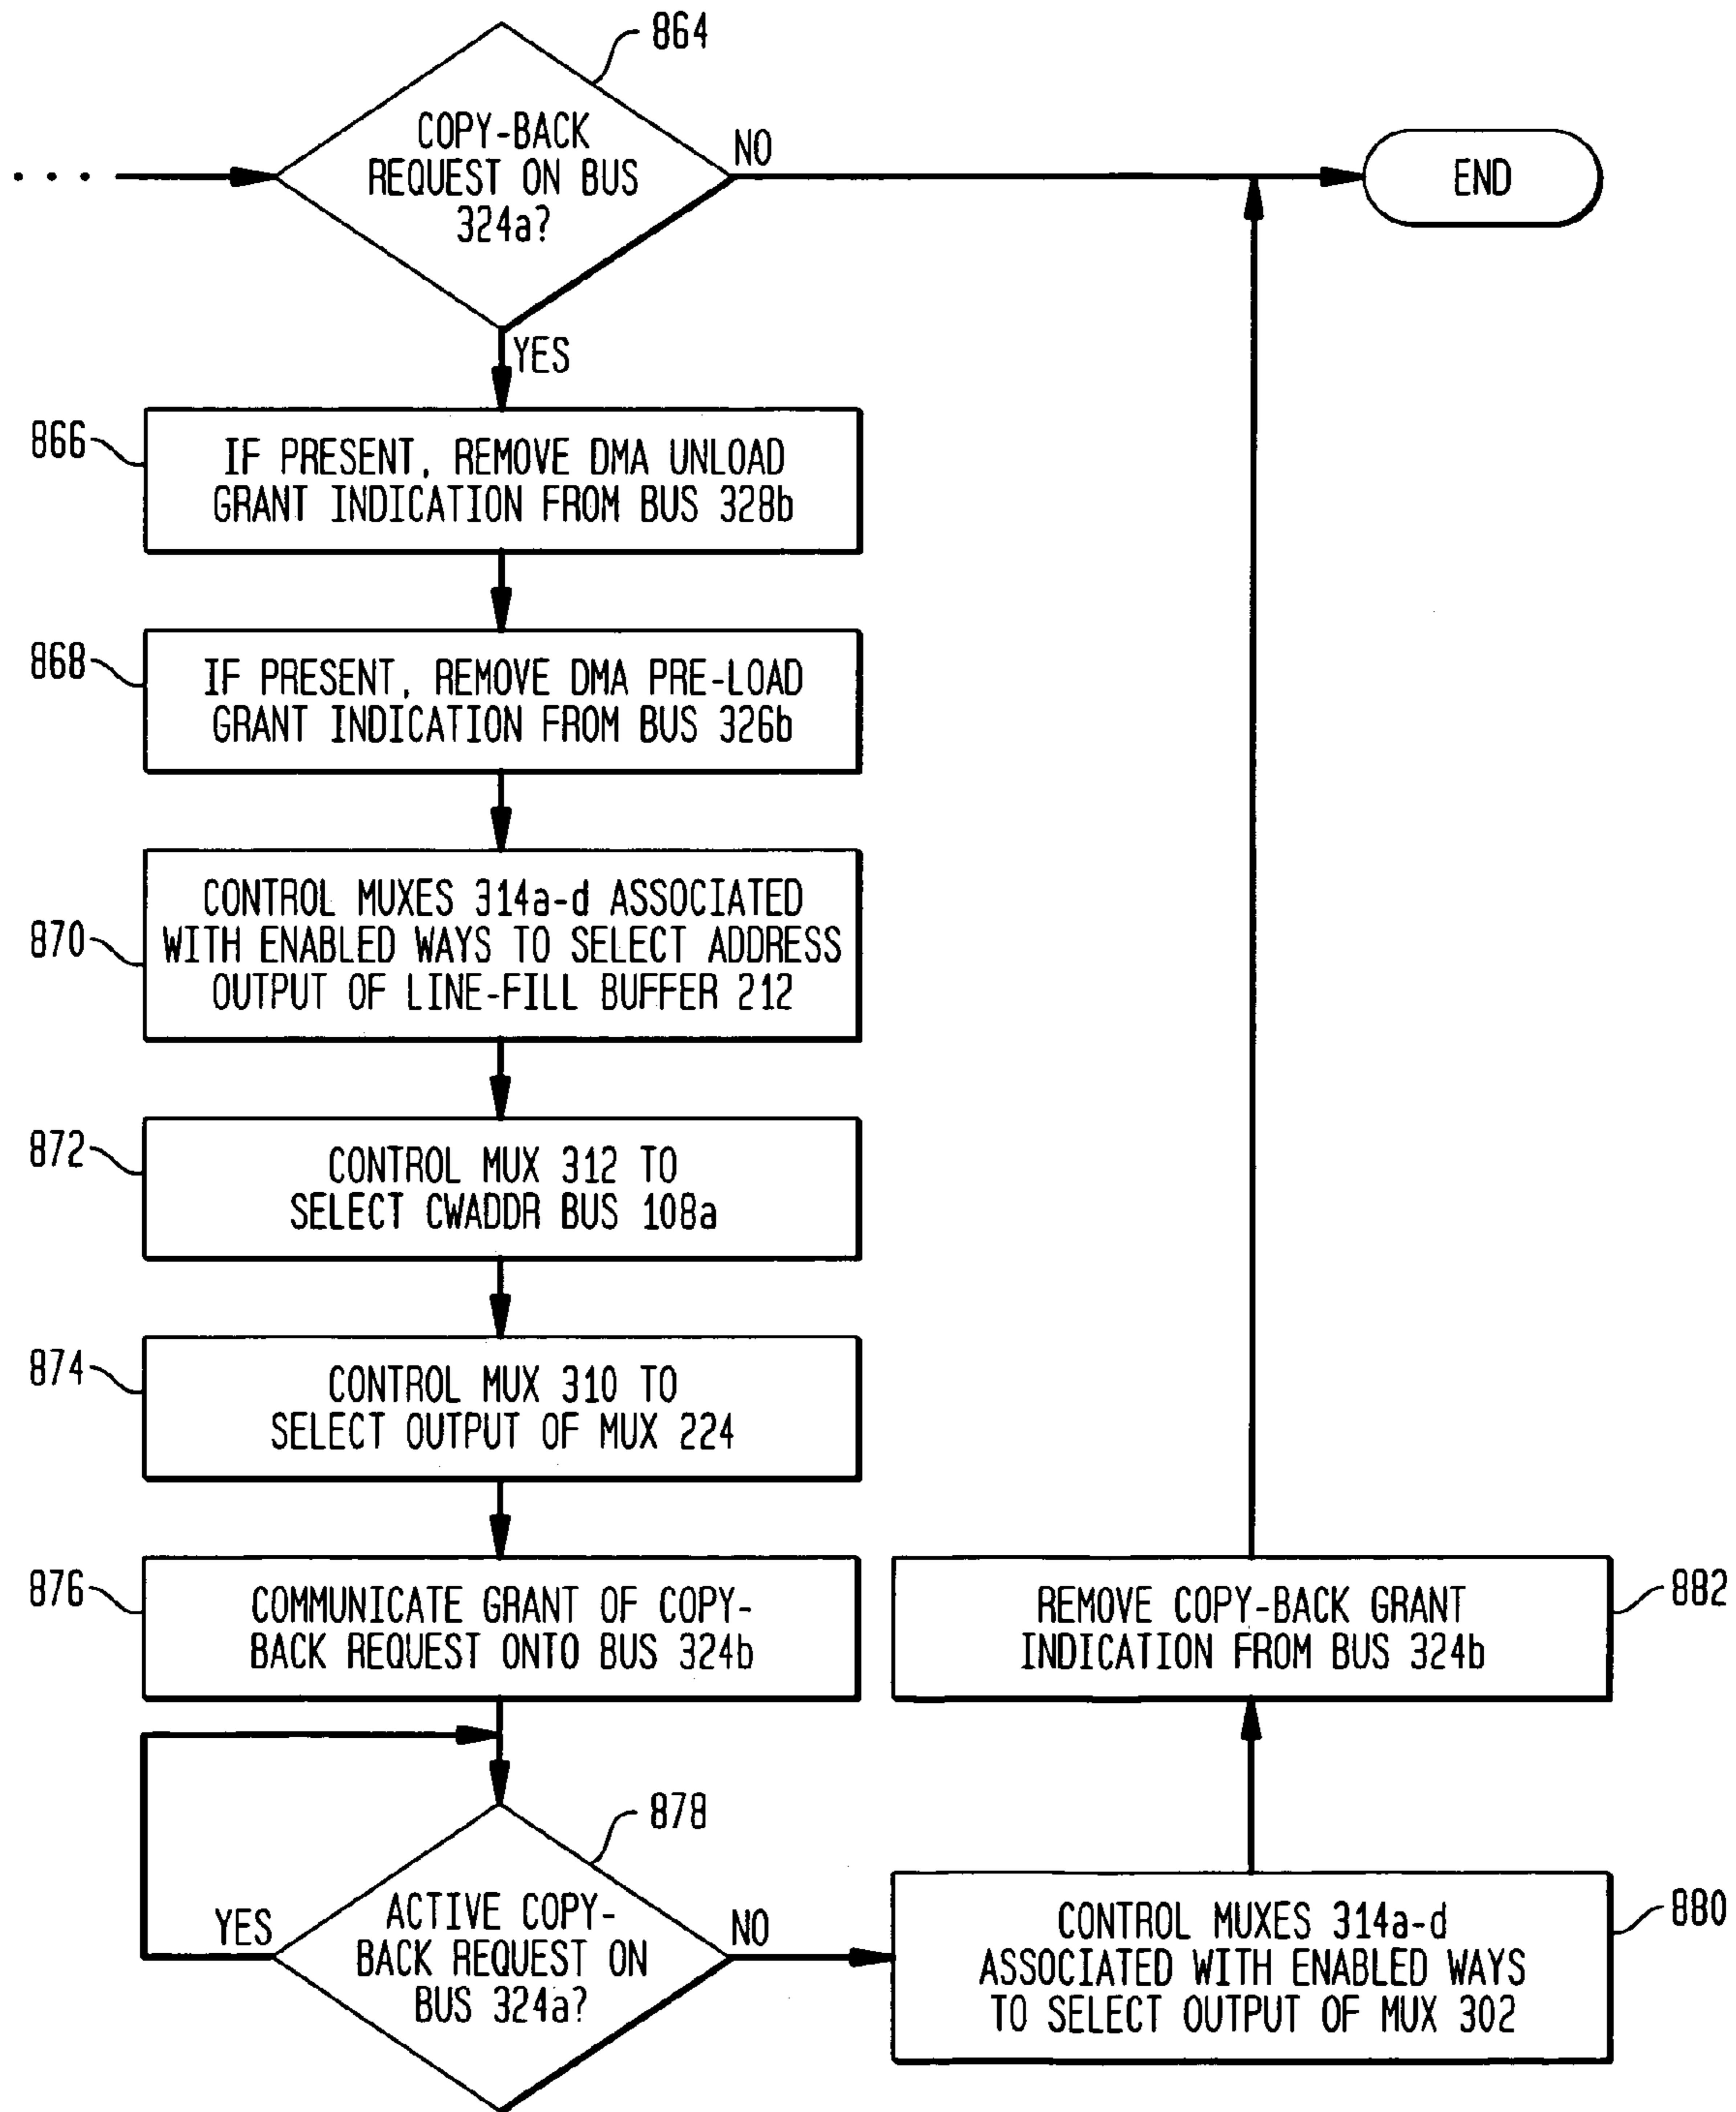 864
COPY-BACK
REQUEST ON BUS
324a?
NO
END
YES
866
IF PRESENT, REMOVE DMA UNLOAD
GRANT INDICATION FROM BUS 328b
868
IF PRESENT, REMOVE DMA PRE-LOAD
GRANT INDICATION FROM BUS 326b
870
CONTROL MUXES 314a-d ASSOCIATED
WITH ENABLED WAYS TO SELECT ADDRESS
OUTPUT OF LINE-FILL BUFFER 212
872
CONTROL MUX 312 TO
SELECT CWADDR BUS 108a
874
CONTROL MUX 310 TO
SELECT OUTPUT OF MUX 224
876
COMMUNICATE GRANT OF COPY-
BACK REQUEST ONTO BUS 324b
882
REMOVE COPY-BACK GRANT
INDICATION FROM BUS 324b
878
ACTIVE COPY-
BACK REQUEST ON
BUS 324a?
YES
NO
880
CONTROL MUXES 314a-d
ASSOCIATED WITH ENABLED WAYS
TO SELECT OUTPUT OF MUX 302